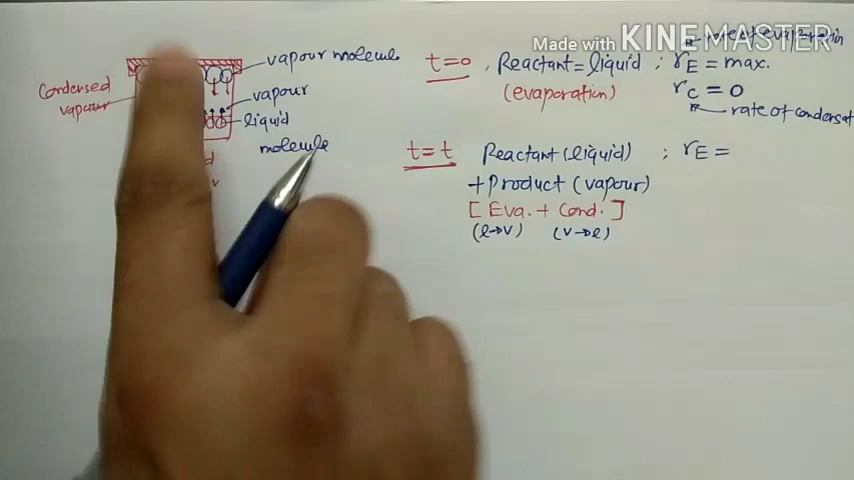 Made with KINEMASTER
vapour molecule
Condensed
vapour
vapour
liquid
molecule
t=0, Reactant=liquid ; rE = max.
(evaporation)
rC = 0
rate of condensat
t=t Reactant (liquid) ; rE =
+Product (vapour)
[Eva. + Cond.]
(l→v) (v→l)